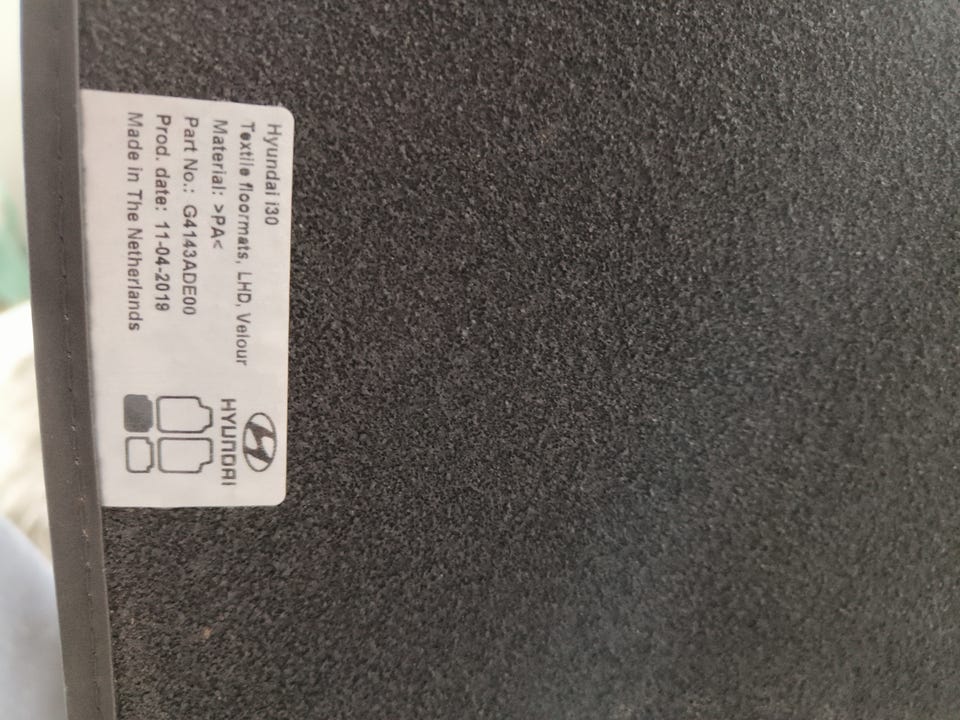 Hyundai i30
Textile floormats, LHD, Velour
Material: >PA<
Part No.: G4143ADE00
Prod. date: 11-04-2019
Made in The Netherlands
HYUNDAI